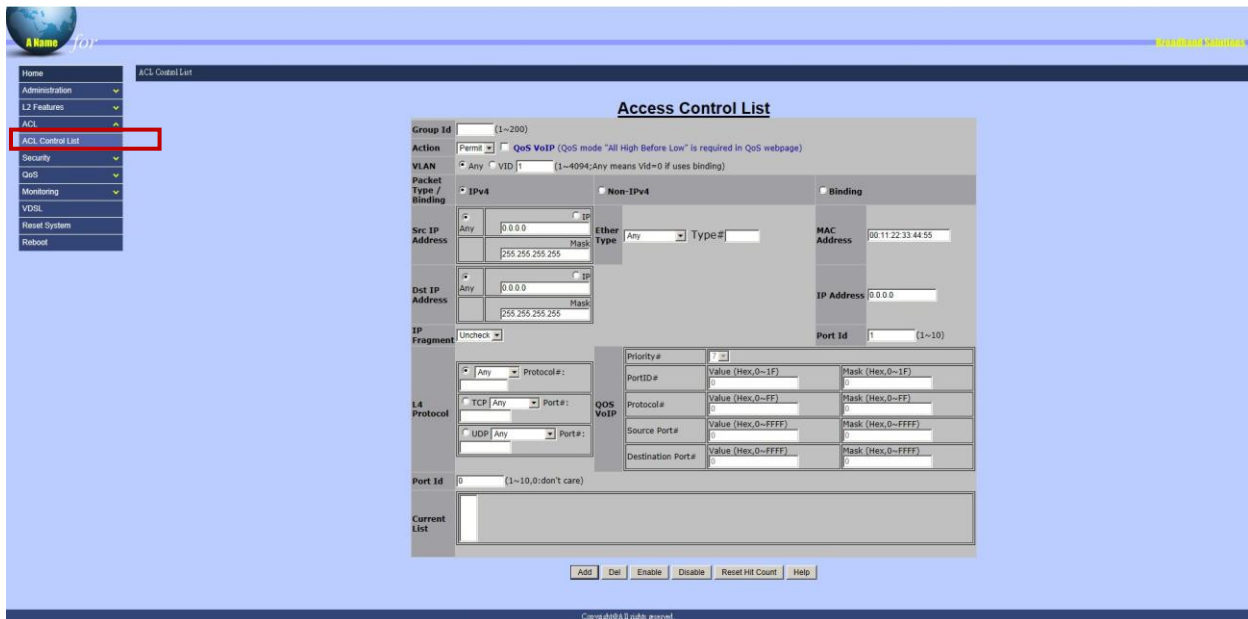 A Name for
Broadband Solutions
Home
Administration
L2 Features
ACL
ACL Control List
Security
QoS
Monitoring
VDSL
Reset System
Reboot
ACL Control List
Access Control List
Group Id (1~200)
Action Permit QoS VoIP (QoS mode "All High Before Low" is required in QoS webpage)
VLAN Any VID 1 (1~4094;Any means Vid=0 if uses binding)
Packet Type / Binding IPv4 Non-IPv4 Binding
Src IP Address Any IP 0.0.0.0
Mask 255.255.255.255
Ether Type Any Type#
MAC Address 00:11:22:33:44:55
Dst IP Address Any IP 0.0.0.0
Mask 255.255.255.255
IP Address 0.0.0.0
IP Fragment Uncheck
Port Id 1 (1~10)
L4 Protocol
Any Protocol#:
TCP Any Port#:
UDP Any Port#:
QOS VoIP
Priority# 7
PortID# Value (Hex,0~1F) 0 Mask (Hex,0~1F) 0
Protocol# Value (Hex,0~FF) 0 Mask (Hex,0~FF) 0
Source Port# Value (Hex,0~FFFF) 0 Mask (Hex,0~FFFF) 0
Destination Port# Value (Hex,0~FFFF) 0 Mask (Hex,0~FFFF) 0
Port Id 0 (1~10,0:don't care)
Current List
Add Del Enable Disable Reset Hit Count Help
Copyright@All rights reserved.